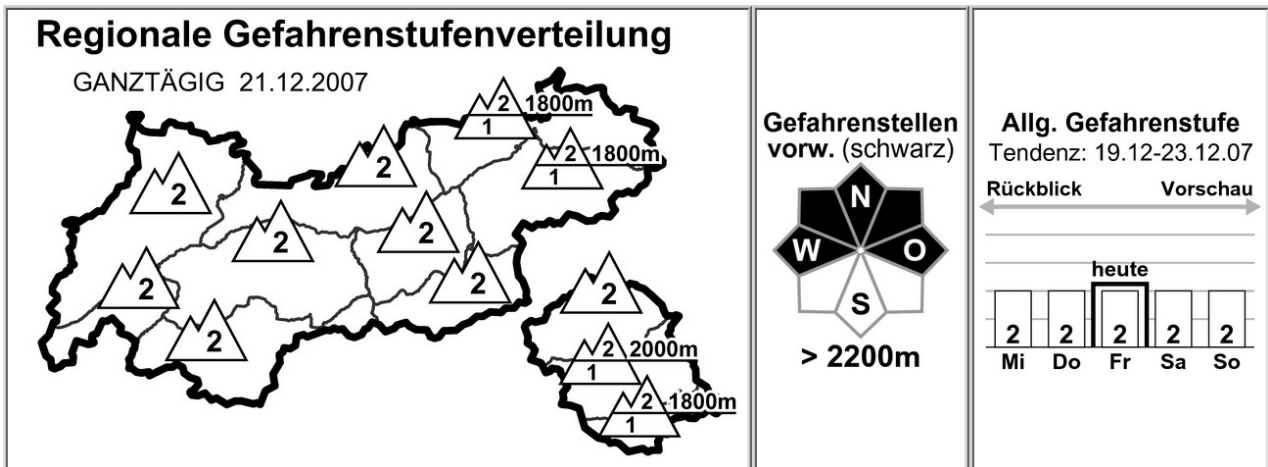 Regionale Gefahrenstufenverteilung
GANZTÄGIG 21.12.2007
2 1800m
1
2 1800m
1
2
2
2
2
2
2
2
2
2 2000m
1
2 1800m
1
Gefahrenstellen
vorw. (schwarz)
N
W O
S
> 2200m
Allg. Gefahrenstufe
Tendenz: 19.12-23.12.07
Rückblick Vorschau
heute
2 2 2 2 2
Mi Do Fr Sa So